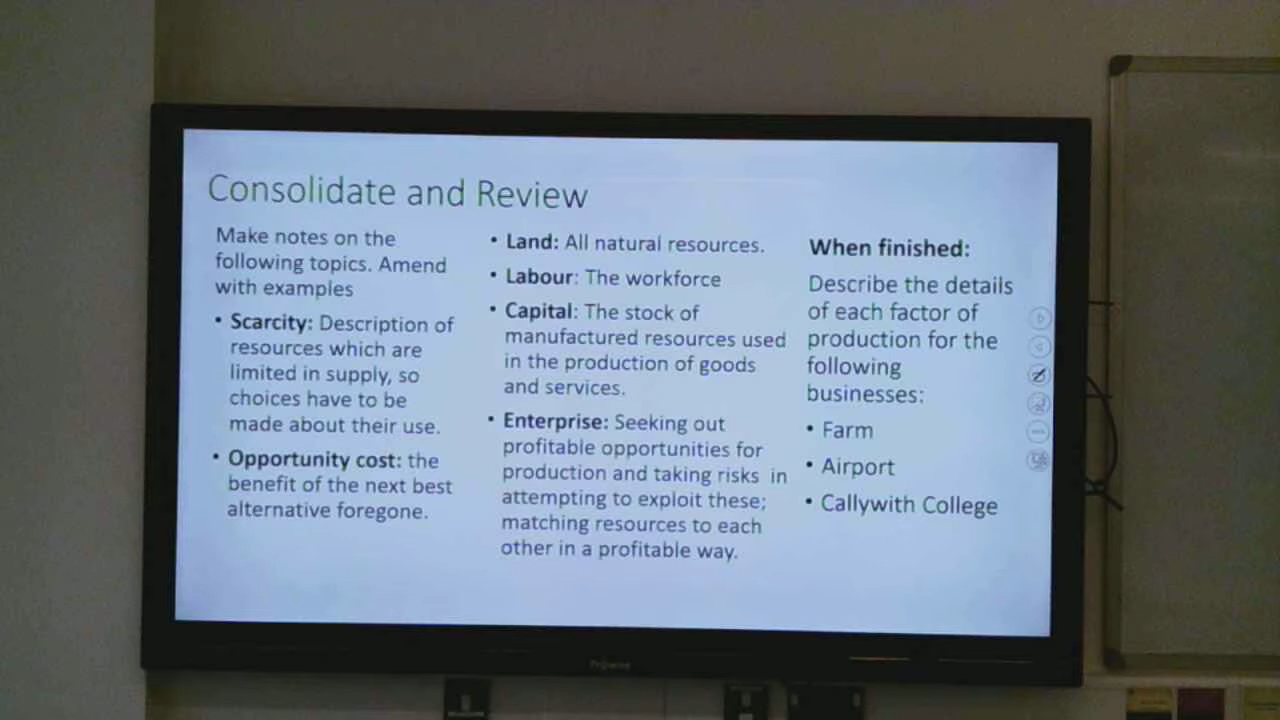 Consolidate and Review
Make notes on the
following topics. Amend
with examples
• Scarcity: Description of
resources which are
limited in supply, so
choices have to be
made about their use.
• Opportunity cost: the
benefit of the next best
alternative foregone.
• Land: All natural resources.
• Labour: The workforce
• Capital: The stock of
manufactured resources used
in the production of goods
and services.
• Enterprise: Seeking out
profitable opportunities for
production and taking risks in
attempting to exploit these;
matching resources to each
other in a profitable way.
When finished:
Describe the details
of each factor of
production for the
following
businesses:
• Farm
• Airport
• Callywith College